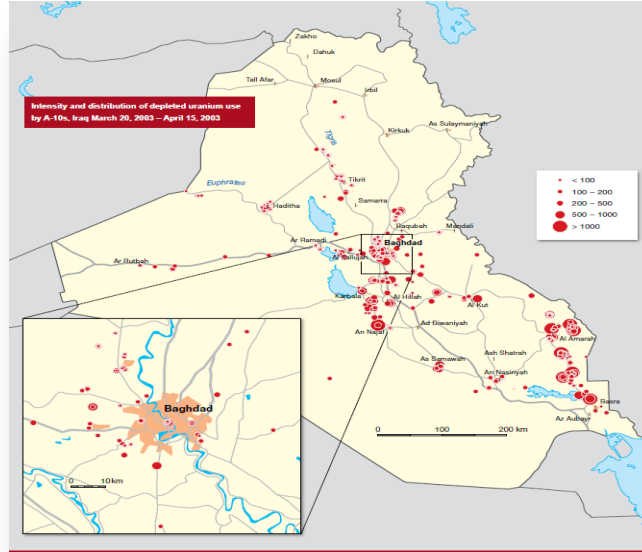 Zakho
Dahuk
Tall Afar
Mosul
Irbil
Intensity and distribution of depleted uranium use
by A-10s, Iraq March 20, 2003 – April 15, 2003
Kirkuk
As Sulaymaniyah
Tigris
Euphrates
Tikrit
Haditha
Samarra
< 100
100 – 200
200 – 500
500 – 1000
> 1000
Baqubah
Mandali
Ar Ramadi
Baghdad
Al Fallujah
Ar Rutbah
Karbala
Al Hillah
Al Kut
An Najaf
Ad Diwaniyah
Al Amarah
As Samawah
Ash Shatrah
An Nasiriyah
Basra
Az Zubayr
0 100 200 km
Baghdad
0 10km